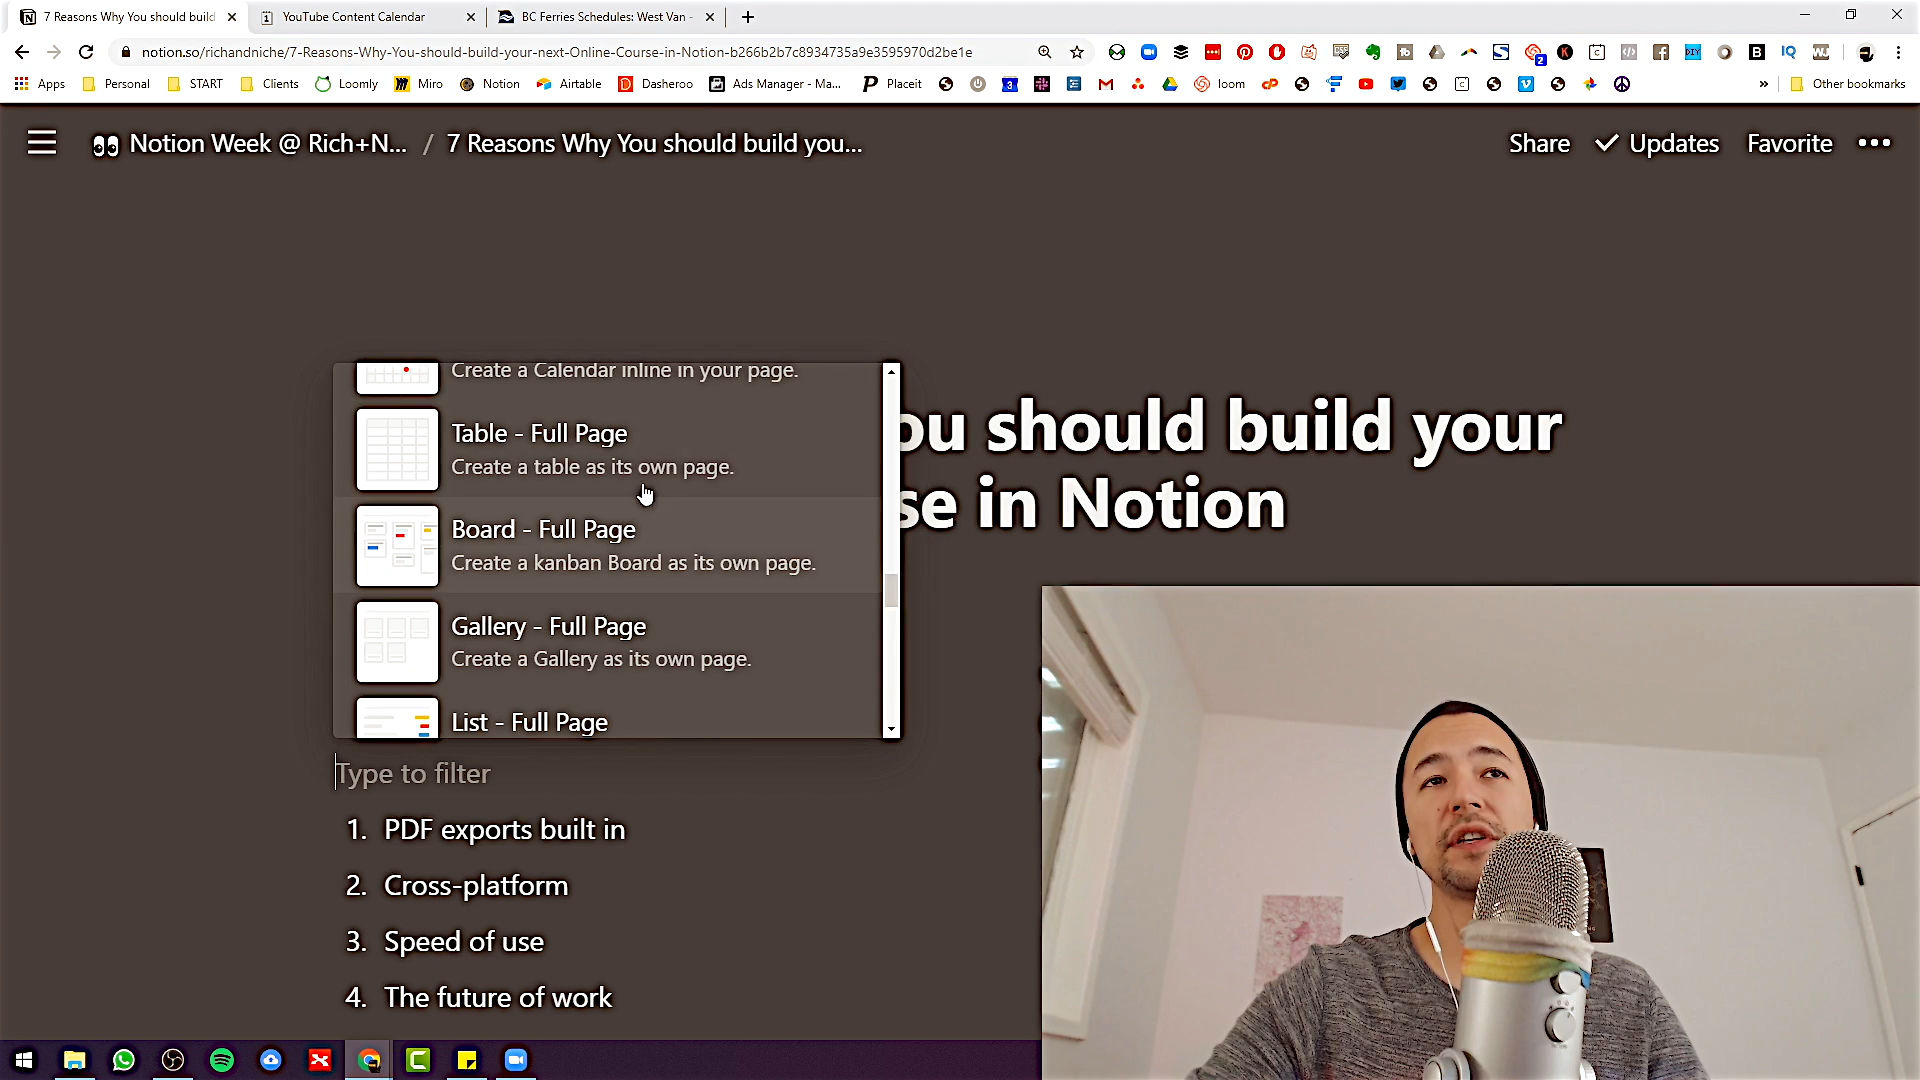 7 Reasons Why You should build
YouTube Content Calendar
BC Ferries Schedules: West Van -
notion.so/richandniche/7-Reasons-Why-You-should-build-your-next-Online-Course-in-Notion-b266b2b7c8934735a9e3595970d2be1e
Apps
Personal
START
Clients
Loomly
Miro
Notion
Airtable
Dasheroo
Ads Manager - Ma...
Placeit
loom
Other bookmarks
Notion Week @ Rich+N... / 7 Reasons Why You should build you...
Share
Updates
Favorite
Create a Calendar inline in your page.
Table - Full Page
Create a table as its own page.
Board - Full Page
Create a kanban Board as its own page.
Gallery - Full Page
Create a Gallery as its own page.
List - Full Page
ou should build your
se in Notion
Type to filter
1. PDF exports built in
2. Cross-platform
3. Speed of use
4. The future of work